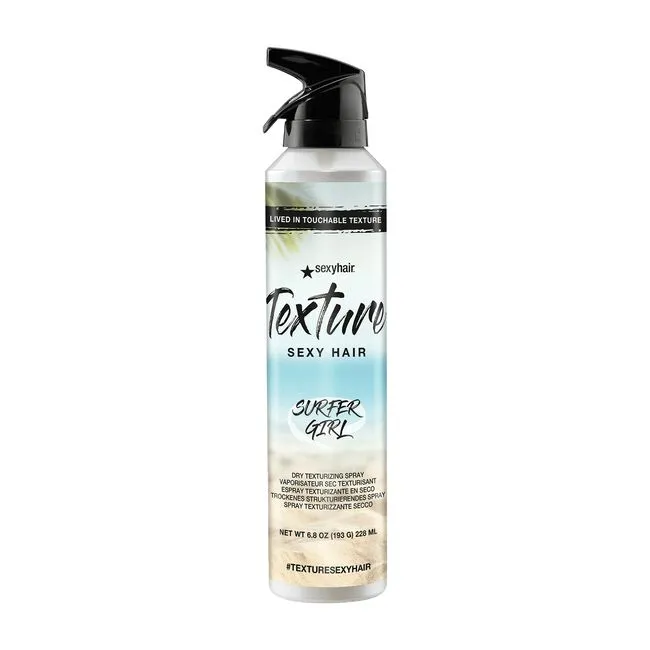 LIVED IN TOUCHABLE TEXTURE
sexyhair.
Texture
SEXY HAIR
SURFER
GIRL
DRY TEXTURIZING SPRAY
VAPORISATEUR SEC TEXTURISANT
ESPRAY TEXTURIZANTE EN SECO
TROCKENES STRUKTURIERENDES SPRAY
SPRAY TEXTURIZZANTE SECCO
NET WT 6.8 OZ (193 G) 228 ML
#TEXTURESEXYHAIR